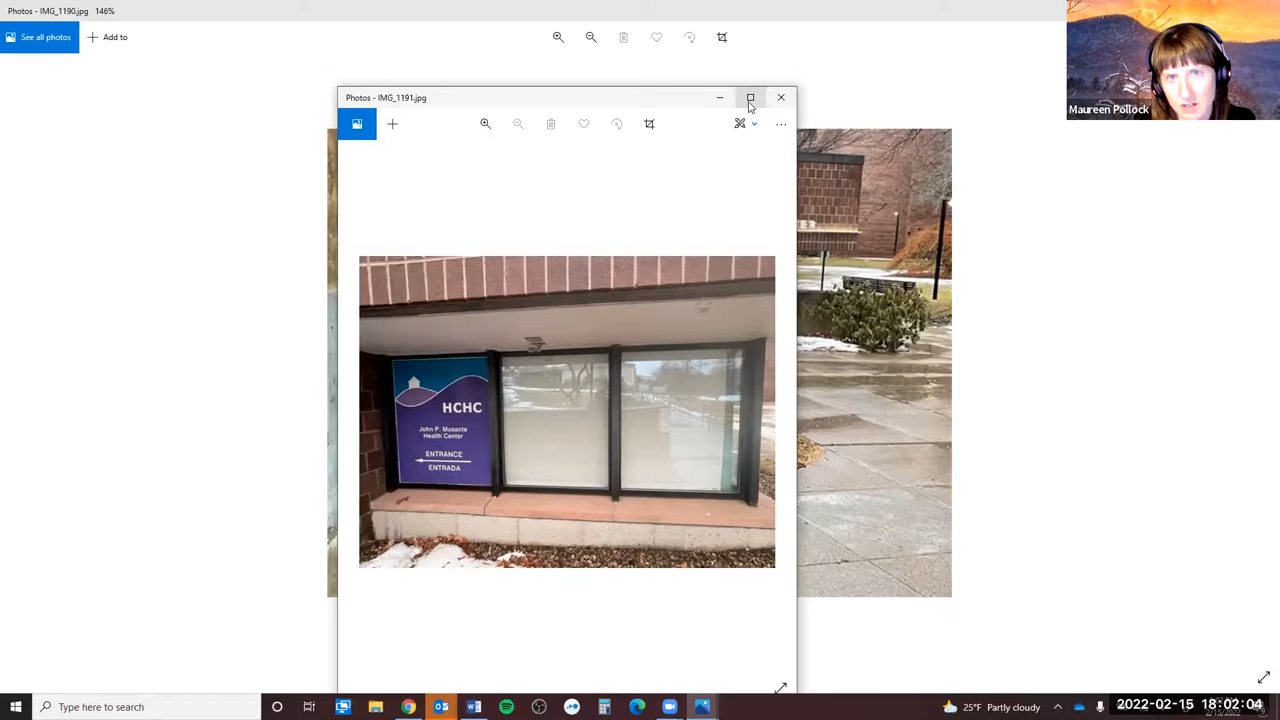 Photos - IMG_1190.jpg 146%
See all photos
Add to
Maureen Pollock
Photos - IMG_1191.jpg
HCHC
John P. Musante
Health Center
ENTRANCE
ENTRADA
Type here to search
25°F Partly cloudy
2022-02-15 18:02:04